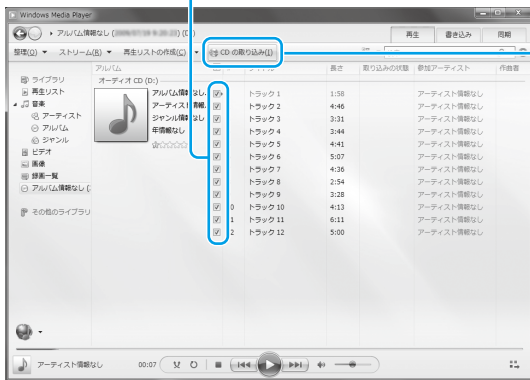 Windows Media Player
アルバム情報なし
再生 書き込み 同期
整理(O) ストリーム(R) 再生リストの作成(C) CD の取り込み(I)
アルバム 長さ 取り込みの状態 参加アーティスト 作曲者
オーディオ CD (D:)
ライブラリ
再生リスト
音楽
アーティスト
アルバム
ジャンル
ビデオ
画像
録画一覧
アルバム情報なし (
その他のライブラリ
アルバム情報なし
アーティスト情報
ジャンル情報なし
年情報なし
トラック 1 1:58 アーティスト情報なし
トラック 2 4:46 アーティスト情報なし
トラック 3 3:31 アーティスト情報なし
トラック 4 3:44 アーティスト情報なし
トラック 5 4:41 アーティスト情報なし
トラック 6 5:07 アーティスト情報なし
トラック 7 4:36 アーティスト情報なし
トラック 8 2:54 アーティスト情報なし
トラック 9 3:28 アーティスト情報なし
0 トラック 10 4:13 アーティスト情報なし
1 トラック 11 6:11 アーティスト情報なし
2 トラック 12 5:00 アーティスト情報なし
アーティスト情報なし 00:07